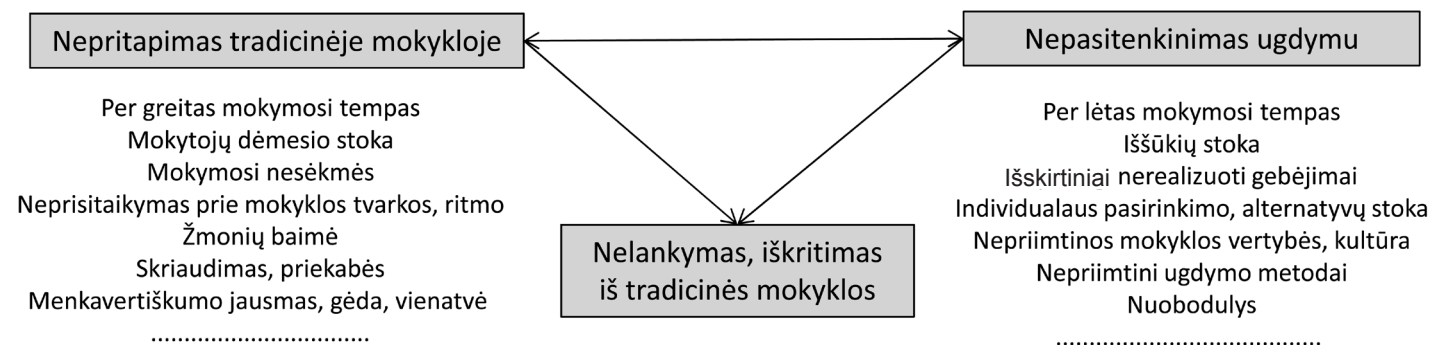 Nepritapimas tradicinėje mokykloje
Per greitas mokymosi tempas
Mokytojų dėmesio stoka
Mokymosi nesėkmės
Neprisitaikymas prie mokyklos tvarkos, ritmo
Žmonių baimė
Skriaudimas, priekabės
Menkavertiškumo jausmas, gėda, vienatvė
.................................
Nepasitenkinimas ugdymu
Per lėtas mokymosi tempas
Iššūkių stoka
Išskirtiniai nerealizuoti gebėjimai
Individualaus pasirinkimo, alternatyvų stoka
Nepriimtinos mokyklos vertybės, kultūra
Nepriimtini ugdymo metodai
Nuobodulys
........................................
Nelankymas, iškritimas
iš tradicinės mokyklos